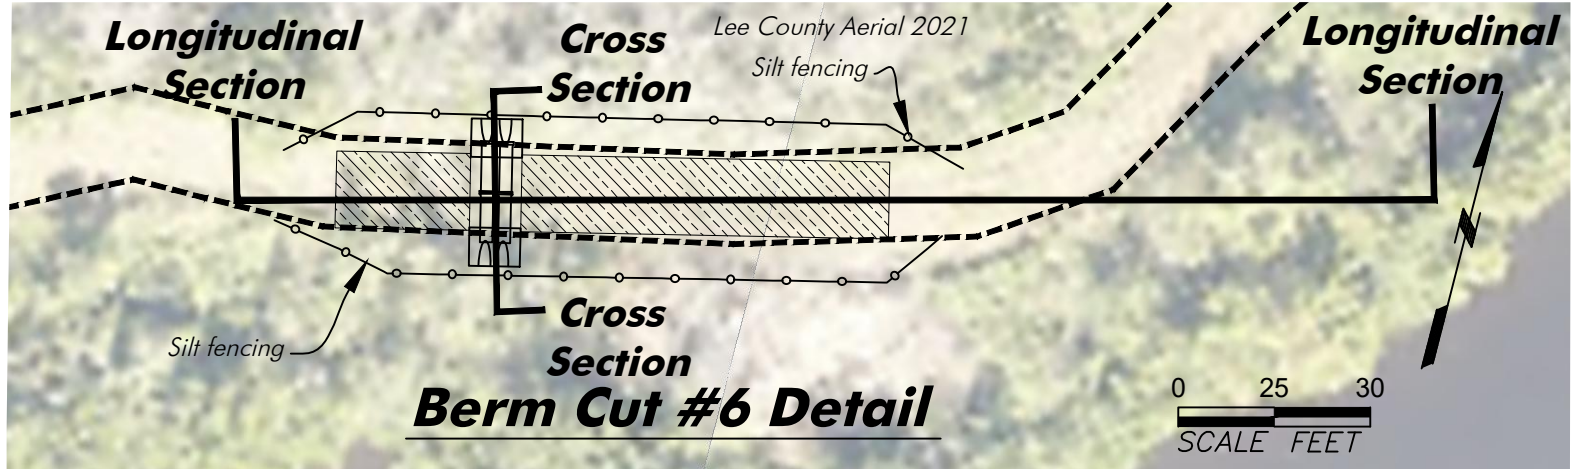 Lee County Aerial 2021
Longitudinal
Section
Cross
Section
Silt fencing
Longitudinal
Section
Silt fencing
Cross
Section
Berm Cut #6 Detail
0 25 30
SCALE FEET